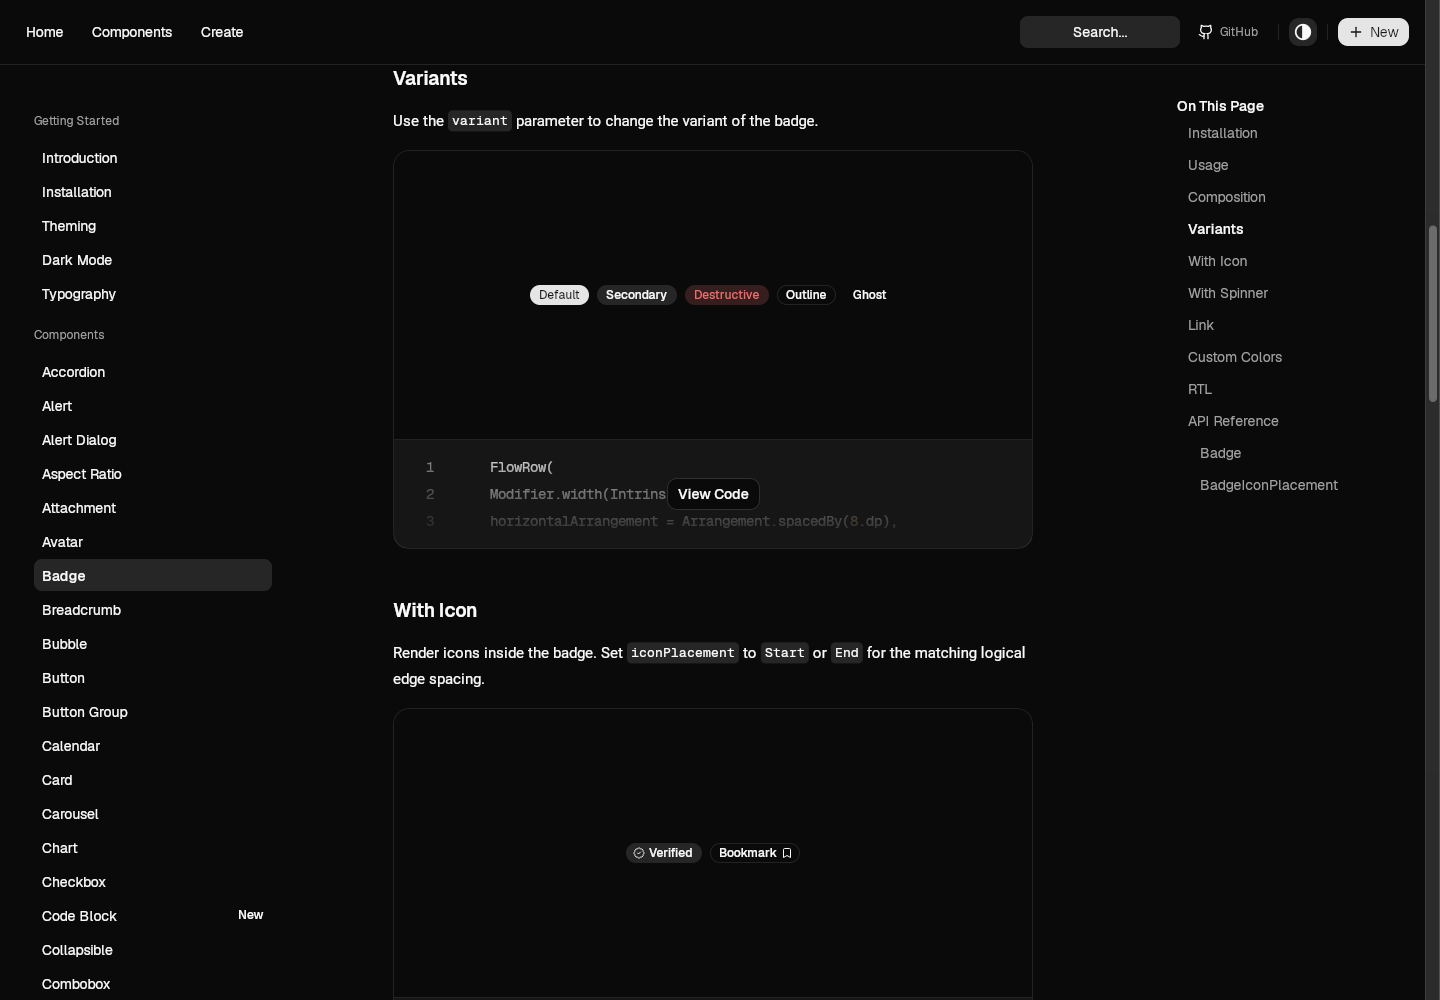 Home
Components
Create
Search...
GitHub
New
Getting Started
Introduction
Installation
Theming
Dark Mode
Typography
Components
Accordion
Alert
Alert Dialog
Aspect Ratio
Attachment
Avatar
Badge
Breadcrumb
Bubble
Button
Button Group
Calendar
Card
Carousel
Chart
Checkbox
Code Block
New
Collapsible
Combobox
Variants
Use the variant parameter to change the variant of the badge.
Default
Secondary
Destructive
Outline
Ghost
1 FlowRow(
2 Modifier.width(Intrins
View Code
3 horizontalArrangement = Arrangement.spacedBy(8.dp),
With Icon
Render icons inside the badge. Set iconPlacement to Start or End for the matching logical
edge spacing.
Verified
Bookmark
On This Page
Installation
Usage
Composition
Variants
With Icon
With Spinner
Link
Custom Colors
RTL
API Reference
Badge
BadgeIconPlacement